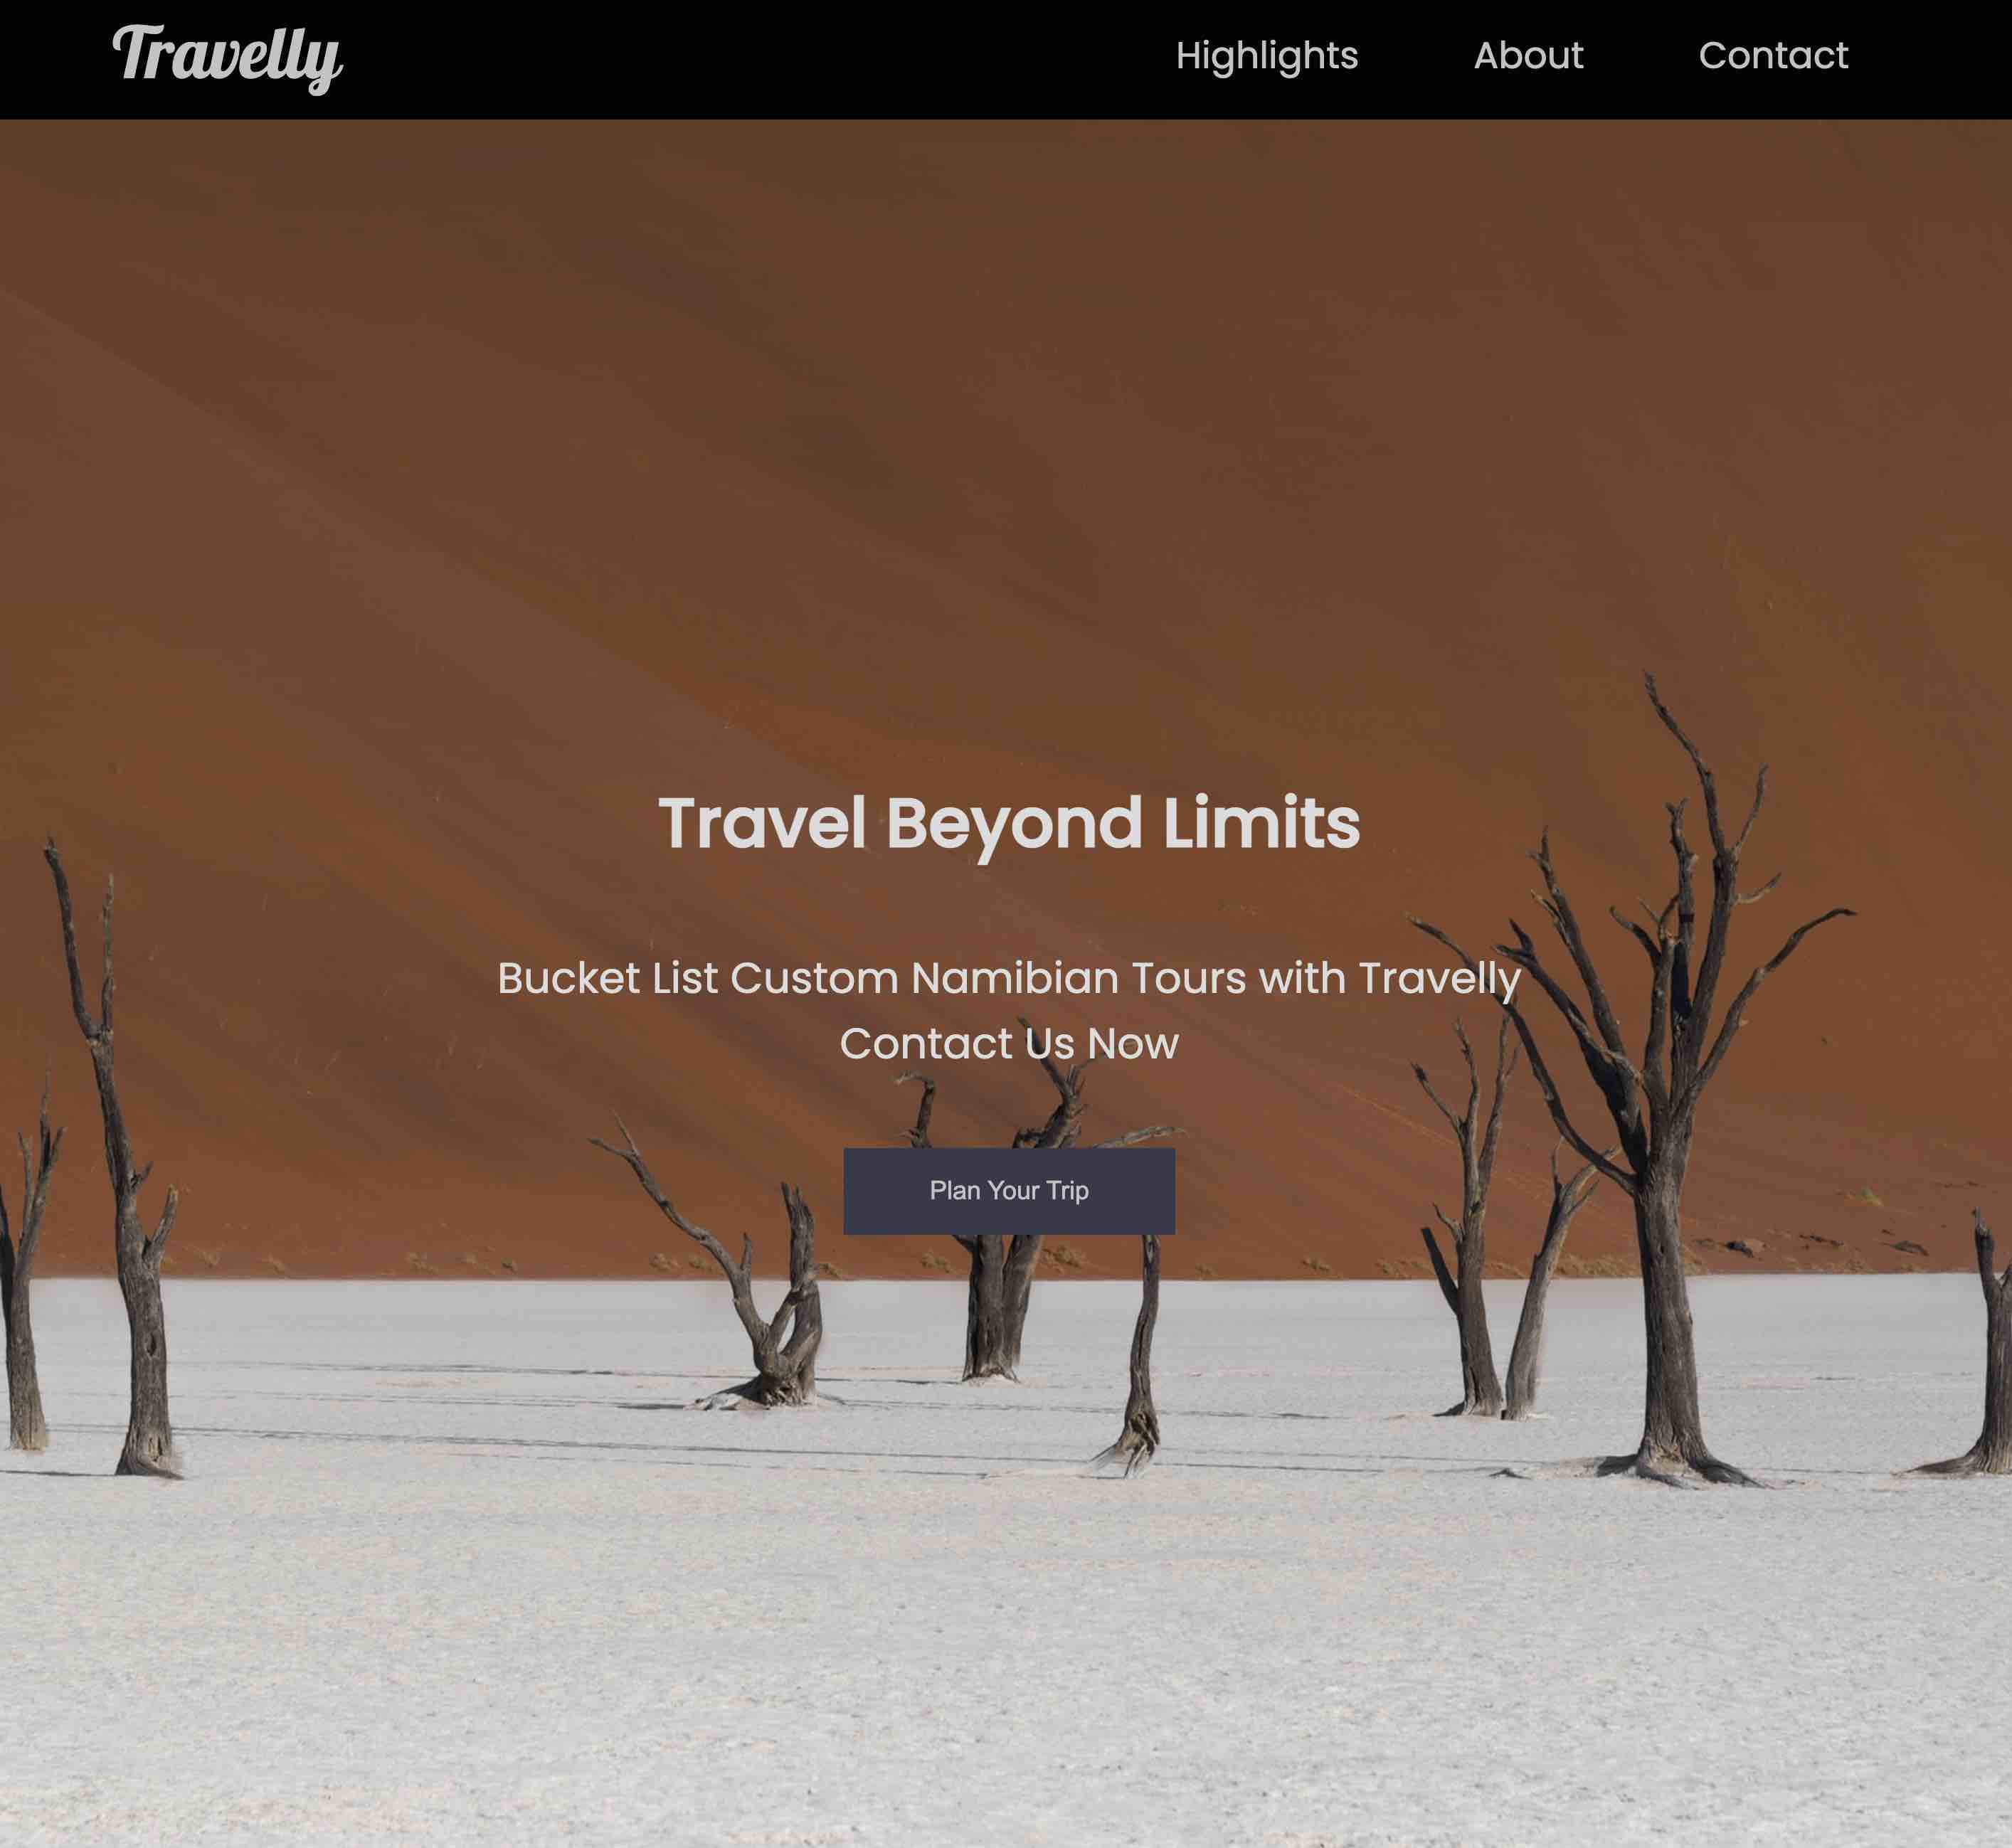 Travelly
Highlights
About
Contact
Travel Beyond Limits
Bucket List Custom Namibian Tours with Travelly
Contact Us Now
Plan Your Trip